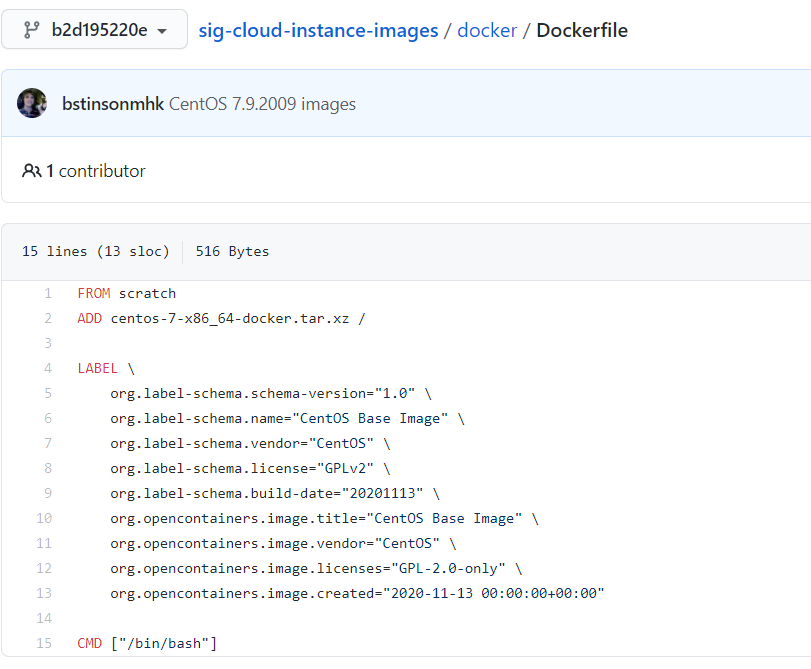 b2d195220e sig-cloud-instance-images / docker / Dockerfile
bstinsonmhk CentOS 7.9.2009 images
1 contributor
15 lines (13 sloc) 516 Bytes
1 FROM scratch
2 ADD centos-7-x86_64-docker.tar.xz /
3
4 LABEL \
5 org.label-schema.schema-version="1.0" \
6 org.label-schema.name="CentOS Base Image" \
7 org.label-schema.vendor="CentOS" \
8 org.label-schema.license="GPLv2" \
9 org.label-schema.build-date="20201113" \
10 org.opencontainers.image.title="CentOS Base Image" \
11 org.opencontainers.image.vendor="CentOS" \
12 org.opencontainers.image.licenses="GPL-2.0-only" \
13 org.opencontainers.image.created="2020-11-13 00:00:00+00:00"
14
15 CMD ["/bin/bash"]